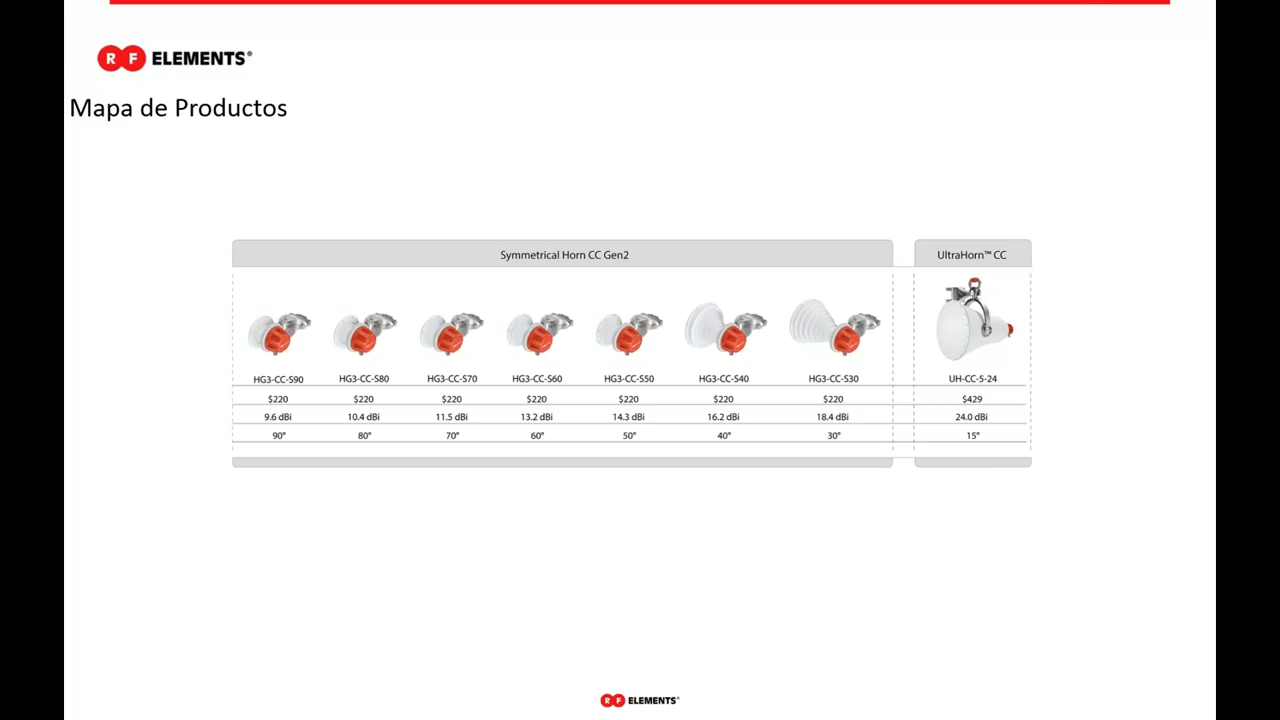 R F ELEMENTS®
Mapa de Productos
Symmetrical Horn CC Gen2
UltraHorn™ CC
HG3-CC-S90 HG3-CC-S80 HG3-CC-S70 HG3-CC-S60 HG3-CC-S50 HG3-CC-S40 HG3-CC-S30 UH-CC-5-24
$220 $220 $220 $220 $220 $220 $220 $429
9.6 dBi 10.4 dBi 11.5 dBi 13.2 dBi 14.3 dBi 16.2 dBi 18.4 dBi 24.0 dBi
90° 80° 70° 60° 50° 40° 30° 15°
R F ELEMENTS®